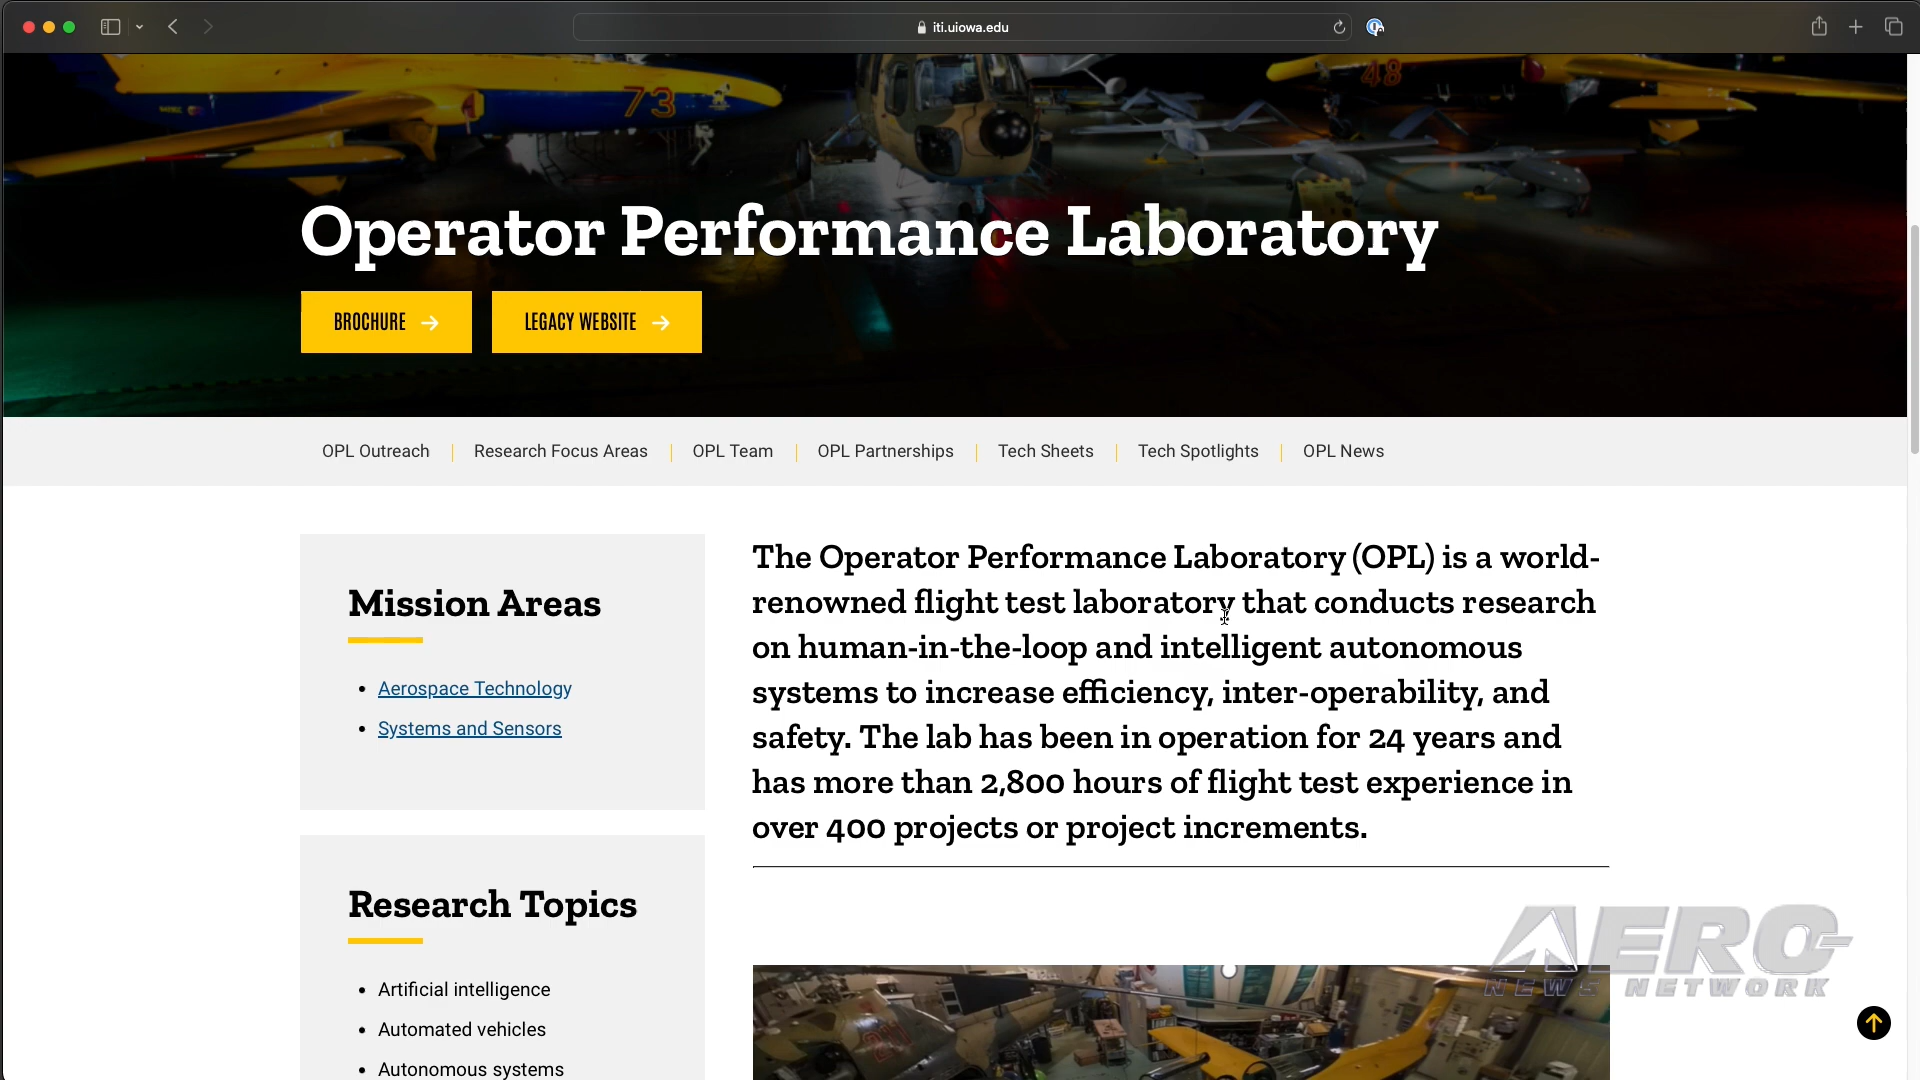 iti.uiowa.edu
73
48
Operator Performance Laboratory
BROCHURE
LEGACY WEBSITE
OPL Outreach
Research Focus Areas
OPL Team
OPL Partnerships
Tech Sheets
Tech Spotlights
OPL News
Mission Areas
Aerospace Technology
Systems and Sensors
Research Topics
Artificial intelligence
Automated vehicles
Autonomous systems
The Operator Performance Laboratory (OPL) is a world-
renowned flight test laboratory that conducts research
on human-in-the-loop and intelligent autonomous
systems to increase efficiency, inter-operability, and
safety. The lab has been in operation for 24 years and
has more than 2,800 hours of flight test experience in
over 400 projects or project increments.
AERO-
NEWS NETWORK